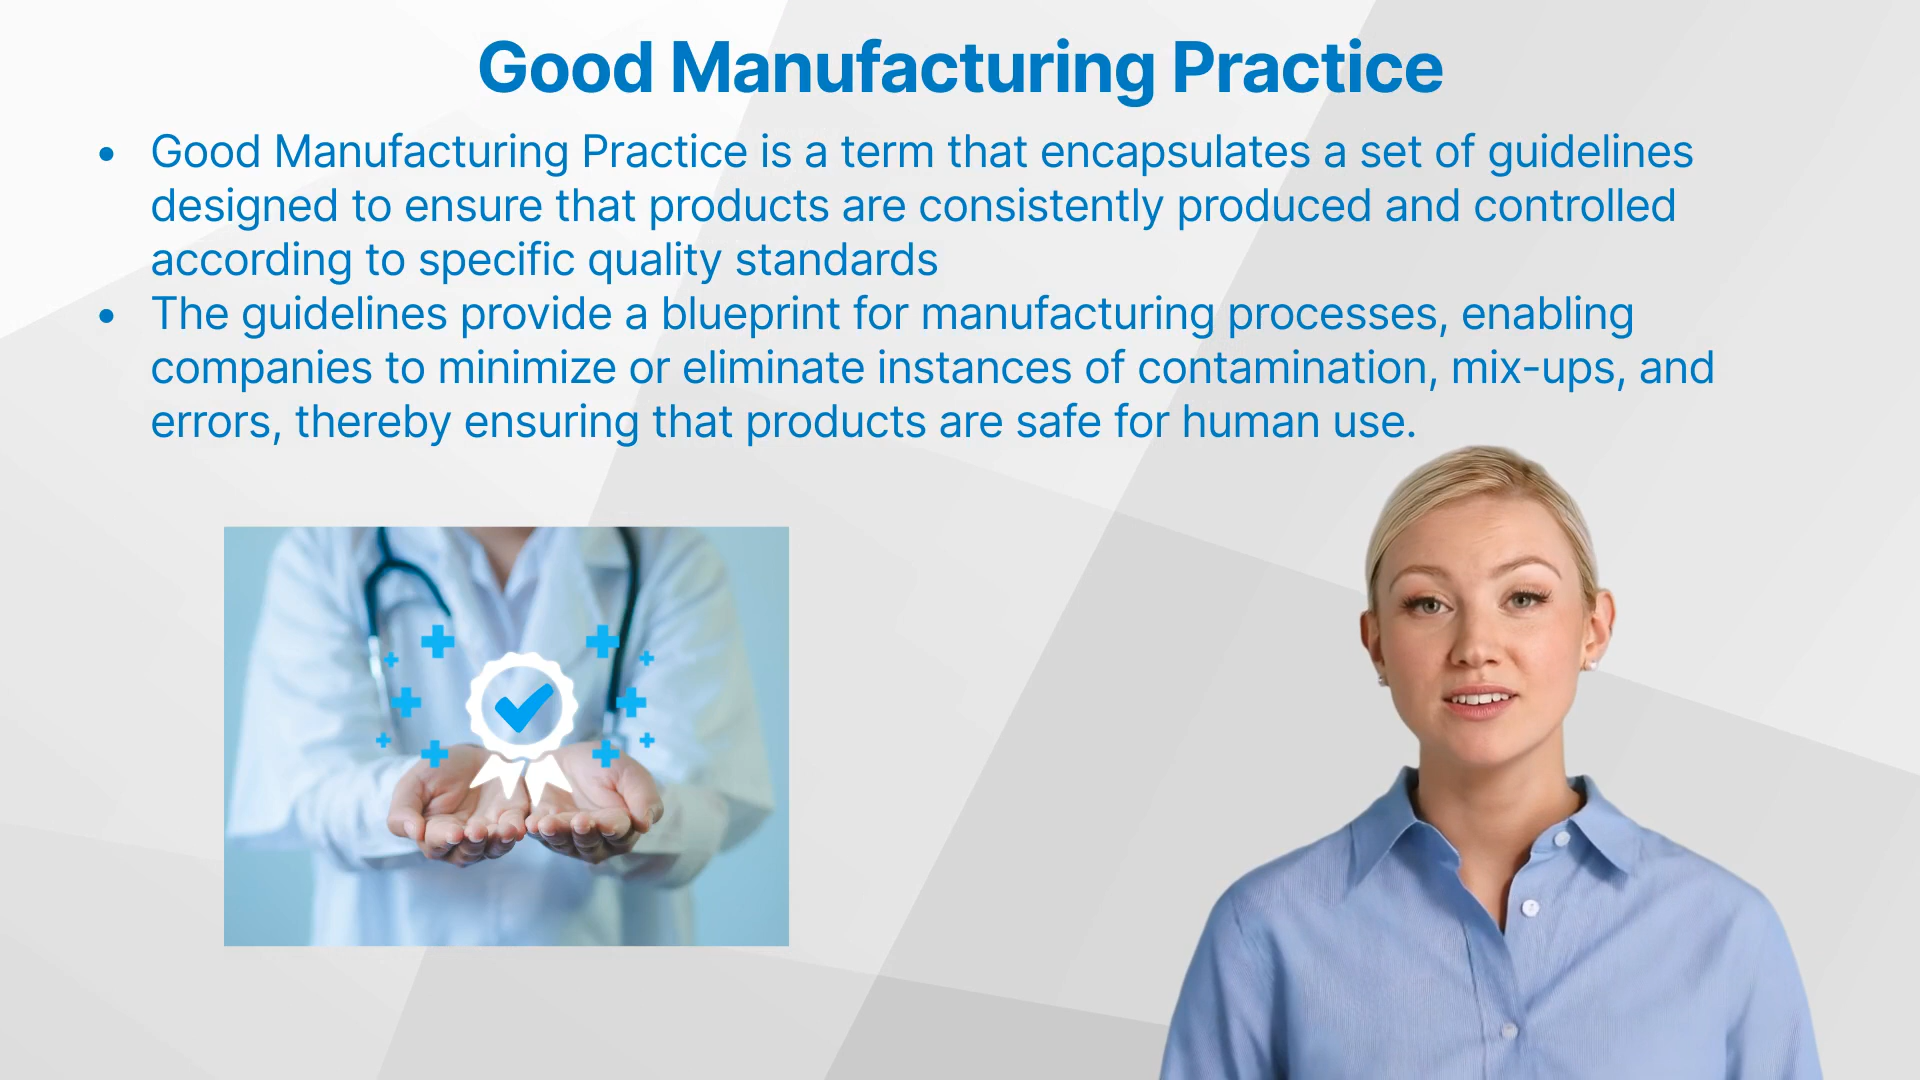 Good Manufacturing Practice
• Good Manufacturing Practice is a term that encapsulates a set of guidelines
designed to ensure that products are consistently produced and controlled
according to specific quality standards
• The guidelines provide a blueprint for manufacturing processes, enabling
companies to minimize or eliminate instances of contamination, mix-ups, and
errors, thereby ensuring that products are safe for human use.